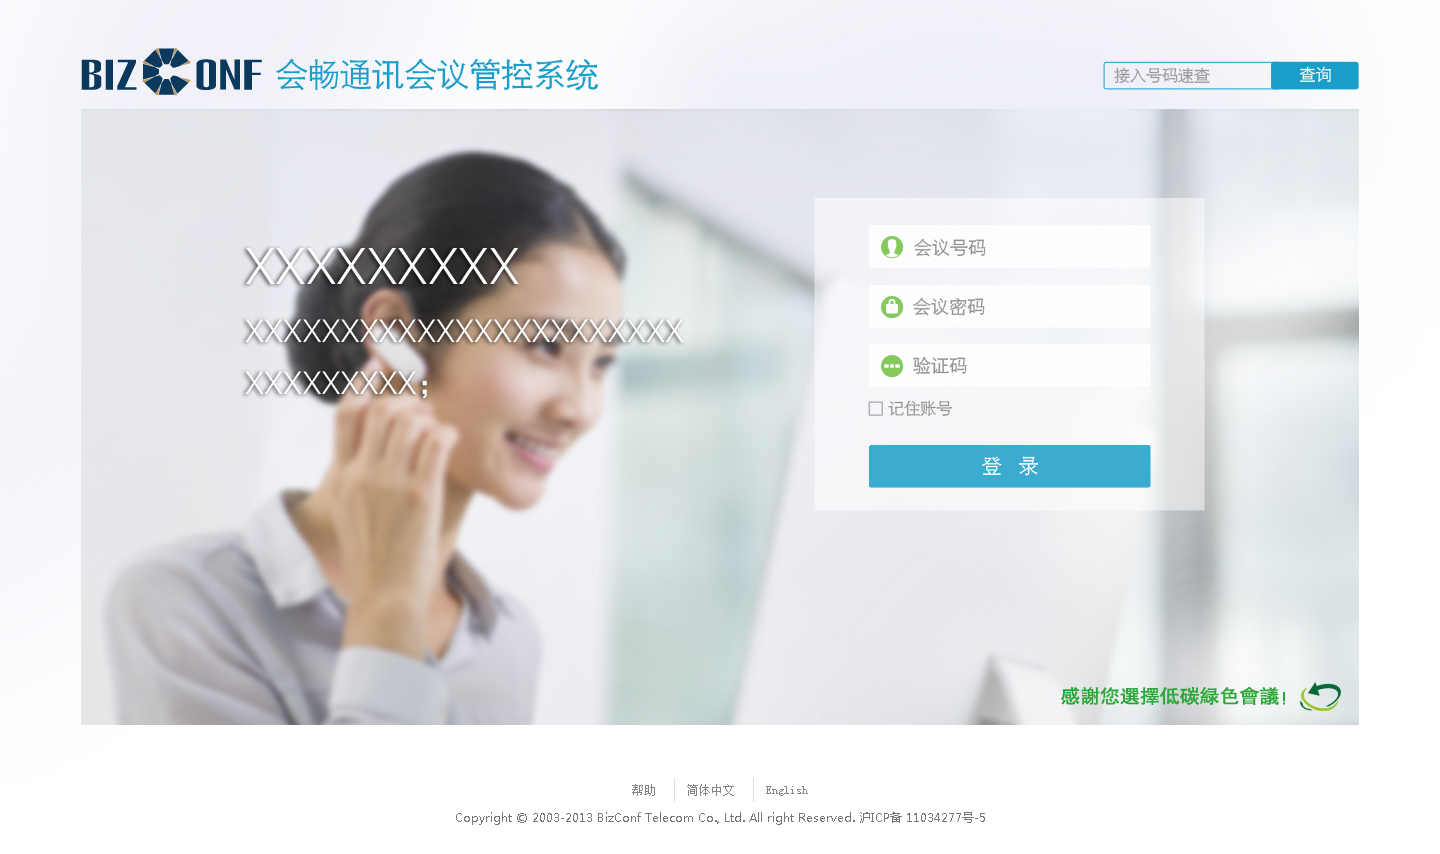 BIZCONF 会畅通讯会议管控系统
接入号码速查 查询
XXXXXXXXX
XXXXXXXXXXXXXXXXXXXXXXX
XXXXXXXXX；
会议号码
会议密码
验证码
记住账号
登 录
感謝您選擇低碳綠色會議!
帮助 简体中文 English
Copyright © 2003-2013 BizConf Telecom Co., Ltd. All right Reserved. 沪ICP备 11034277号-5